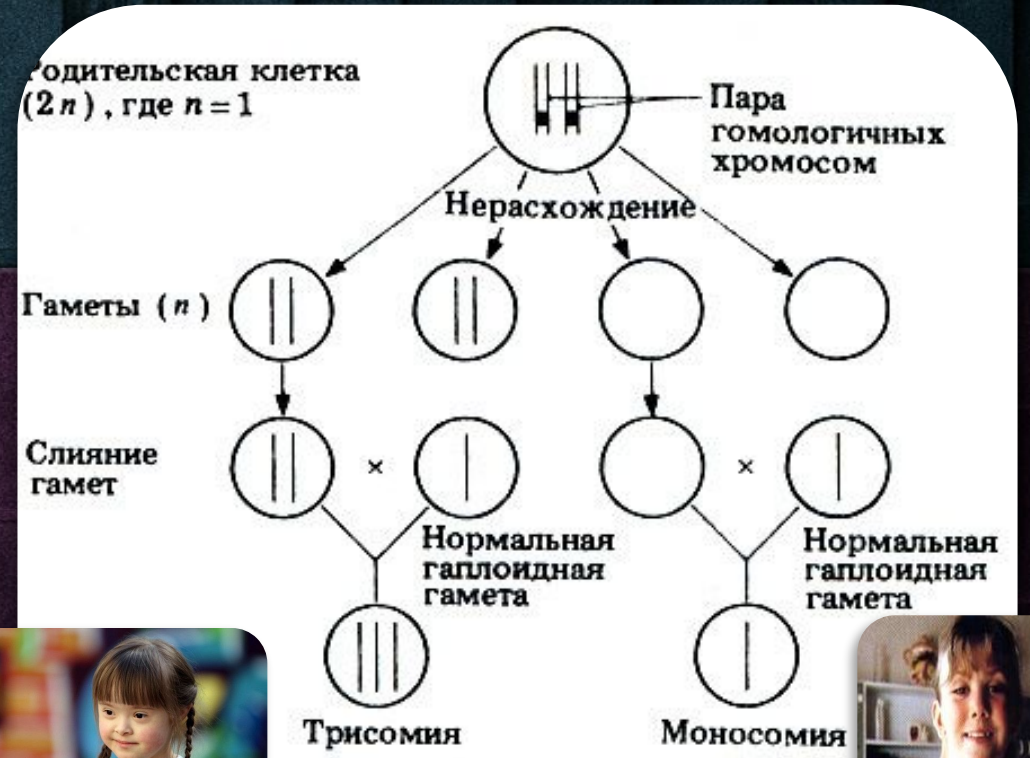 Родительская клетка
(2n), где n=1
Пара
гомологичных
хромосом
Нерасхождение
Гаметы (n)
Слияние
гамет
×
×
Нормальная
гаплоидная
гамета
Нормальная
гаплоидная
гамета
Трисомия
Моносомия